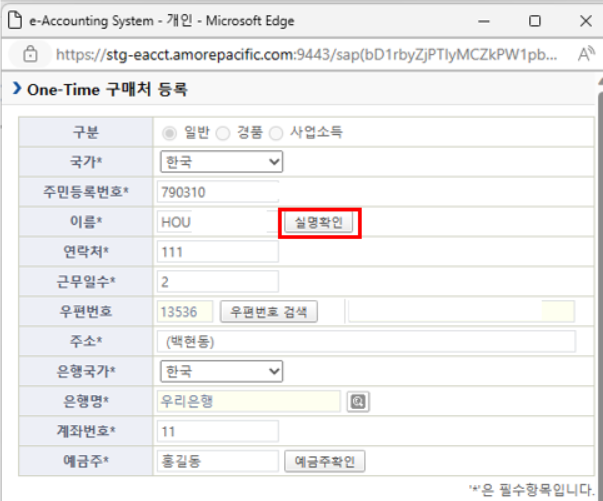 e-Accounting System - 개인 - Microsoft Edge
https://stg-eacct.amorepacific.com:9443/sap(bD1rbyZjPTIyMCZkPW1pb...
One-Time 구매처 등록
구분 일반 경품 사업소득
국가* 한국
주민등록번호* 790310
이름* HOU 실명확인
연락처* 111
근무일수* 2
우편번호 13536 우편번호 검색
주소* (백현동)
은행국가* 한국
은행명* 우리은행
계좌번호* 11
예금주* 홍길동 예금주확인
'*'은 필수항목입니다.